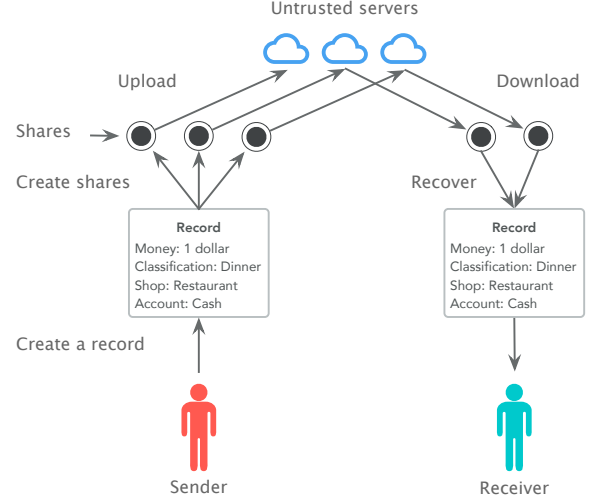 Untrusted servers
Upload
Download
Shares
Create shares
Recover
Record
Money: 1 dollar
Classification: Dinner
Shop: Restaurant
Account: Cash
Record
Money: 1 dollar
Classification: Dinner
Shop: Restaurant
Account: Cash
Create a record
Sender
Receiver